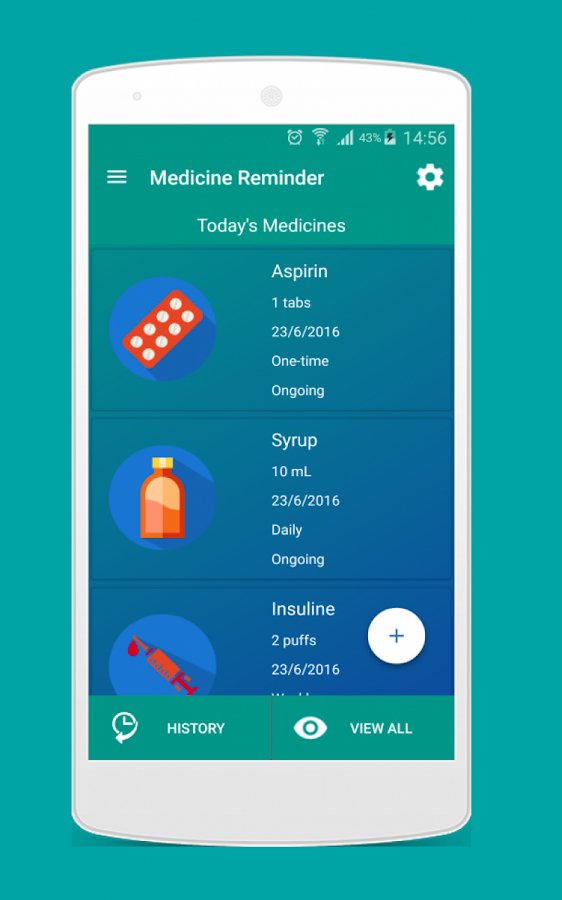 43% 14:56
Medicine Reminder
Today's Medicines
Aspirin
1 tabs
23/6/2016
One-time
Ongoing
Syrup
10 mL
23/6/2016
Daily
Ongoing
Insuline
2 puffs
23/6/2016
HISTORY
VIEW ALL